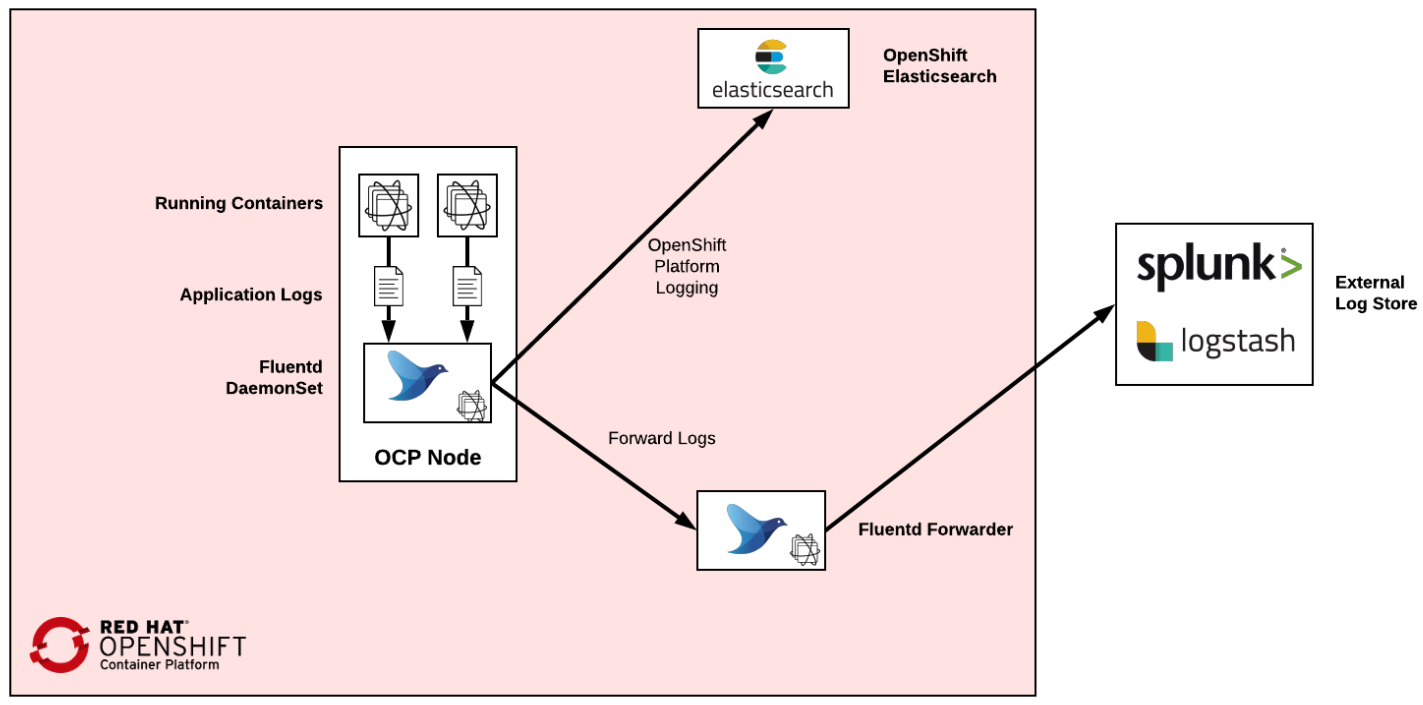 elasticsearch
OpenShift
Elasticsearch
Running Containers
Application Logs
Fluentd
DaemonSet
OCP Node
OpenShift
Platform
Logging
Forward Logs
Fluentd Forwarder
splunk>
logstash
External
Log Store
RED HAT®
OPENSHIFT
Container Platform